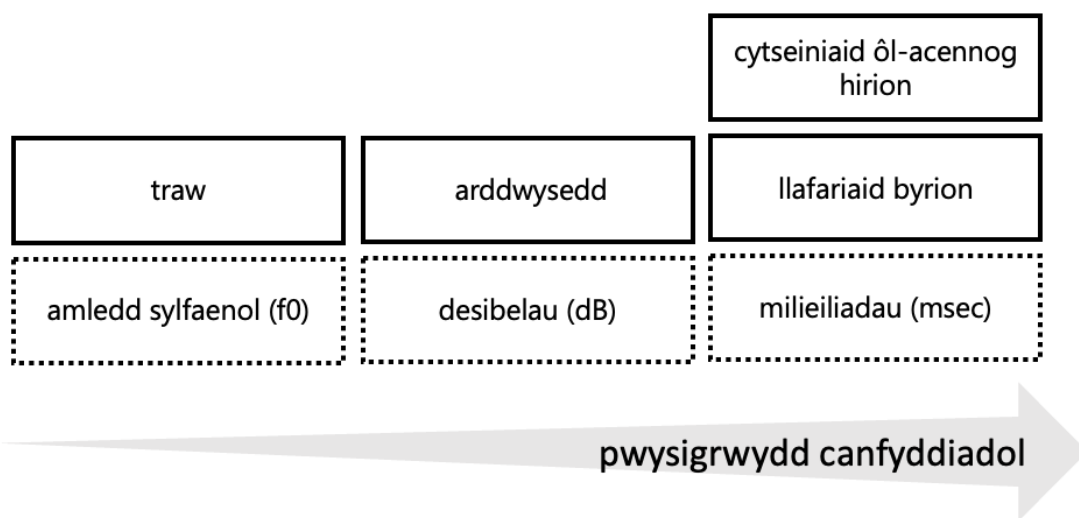 cytseiniaid ôl-acennog
hirion
traw
arddwysedd
llafariaid byrion
amledd sylfaenol (f0)
desibelau (dB)
milieiliadau (msec)
pwysigrwydd canfyddiadol